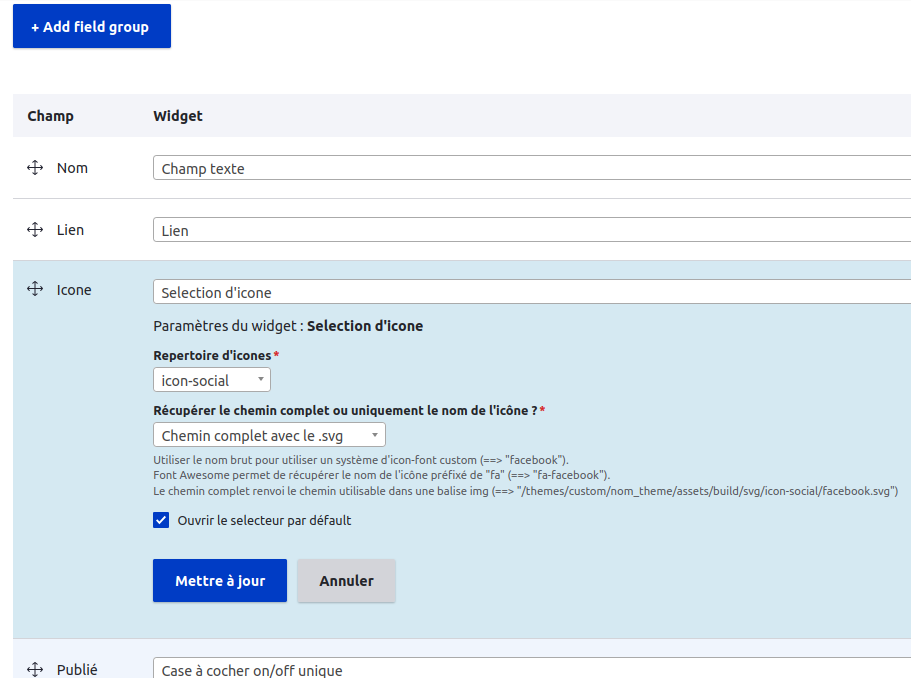 + Add field group
Champ Widget
Nom Champ texte
Lien Lien
Icone Selection d'icone
Paramètres du widget : Selection d'icone
Repertoire d'icones*
icon-social
Récupérer le chemin complet ou uniquement le nom de l'icône ?*
Chemin complet avec le .svg
Utiliser le nom brut pour utiliser un système d'icon-font custom (==> "facebook").
Font Awesome permet de récupérer le nom de l'icône préfixé de "fa" (==> "fa-facebook").
Le chemin complet renvoi le chemin utilisable dans une balise img (==> "/themes/custom/nom_theme/assets/build/svg/icon-social/facebook.svg")
Ouvrir le selecteur par défault
Mettre à jour Annuler
Publié Case à cocher on/off unique